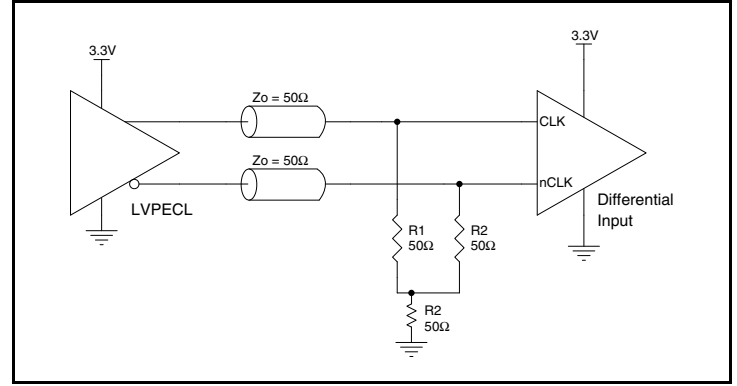 3.3V
3.3V
Zo = 50Ω
CLK
Zo = 50Ω
nCLK
LVPECL
Differential
Input
R1
50Ω
R2
50Ω
R2
50Ω